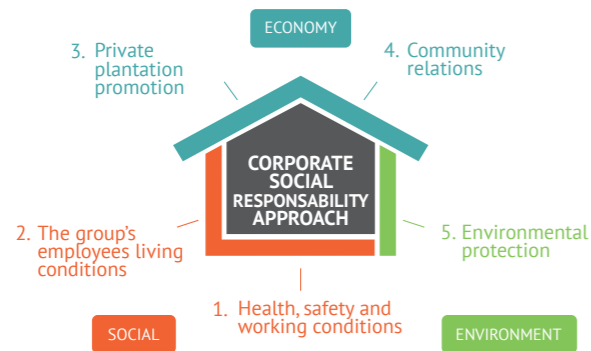 ECONOMY
3. Private
plantation
promotion
4. Community
relations
CORPORATE
SOCIAL
RESPONSABILITY
APPROACH
2. The group's
employees living
conditions
5. Environmental
protection
1. Health, safety and
working conditions
SOCIAL
ENVIRONMENT